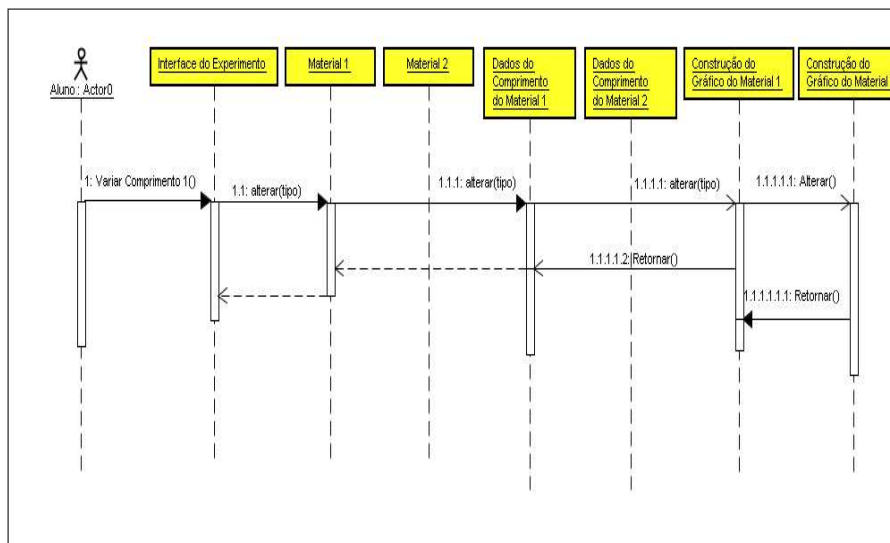 Aluno : Actor0
Interface do Experimento
Material 1
Material 2
Dados do
Comprimento
do Material 1
Dados do
Comprimento
do Material 2
Construção do
Gráfico do Material 1
Construção do
Gráfico do Material
1: Variar Comprimento 1()
1.1: alterar(tipo)
1.1.1: alterar(tipo)
1.1.1.1: alterar(tipo)
1.1.1.1.1: Alterar()
1.1.1.1.2: Retornar()
1.1.1.1.1.1: Retornar()